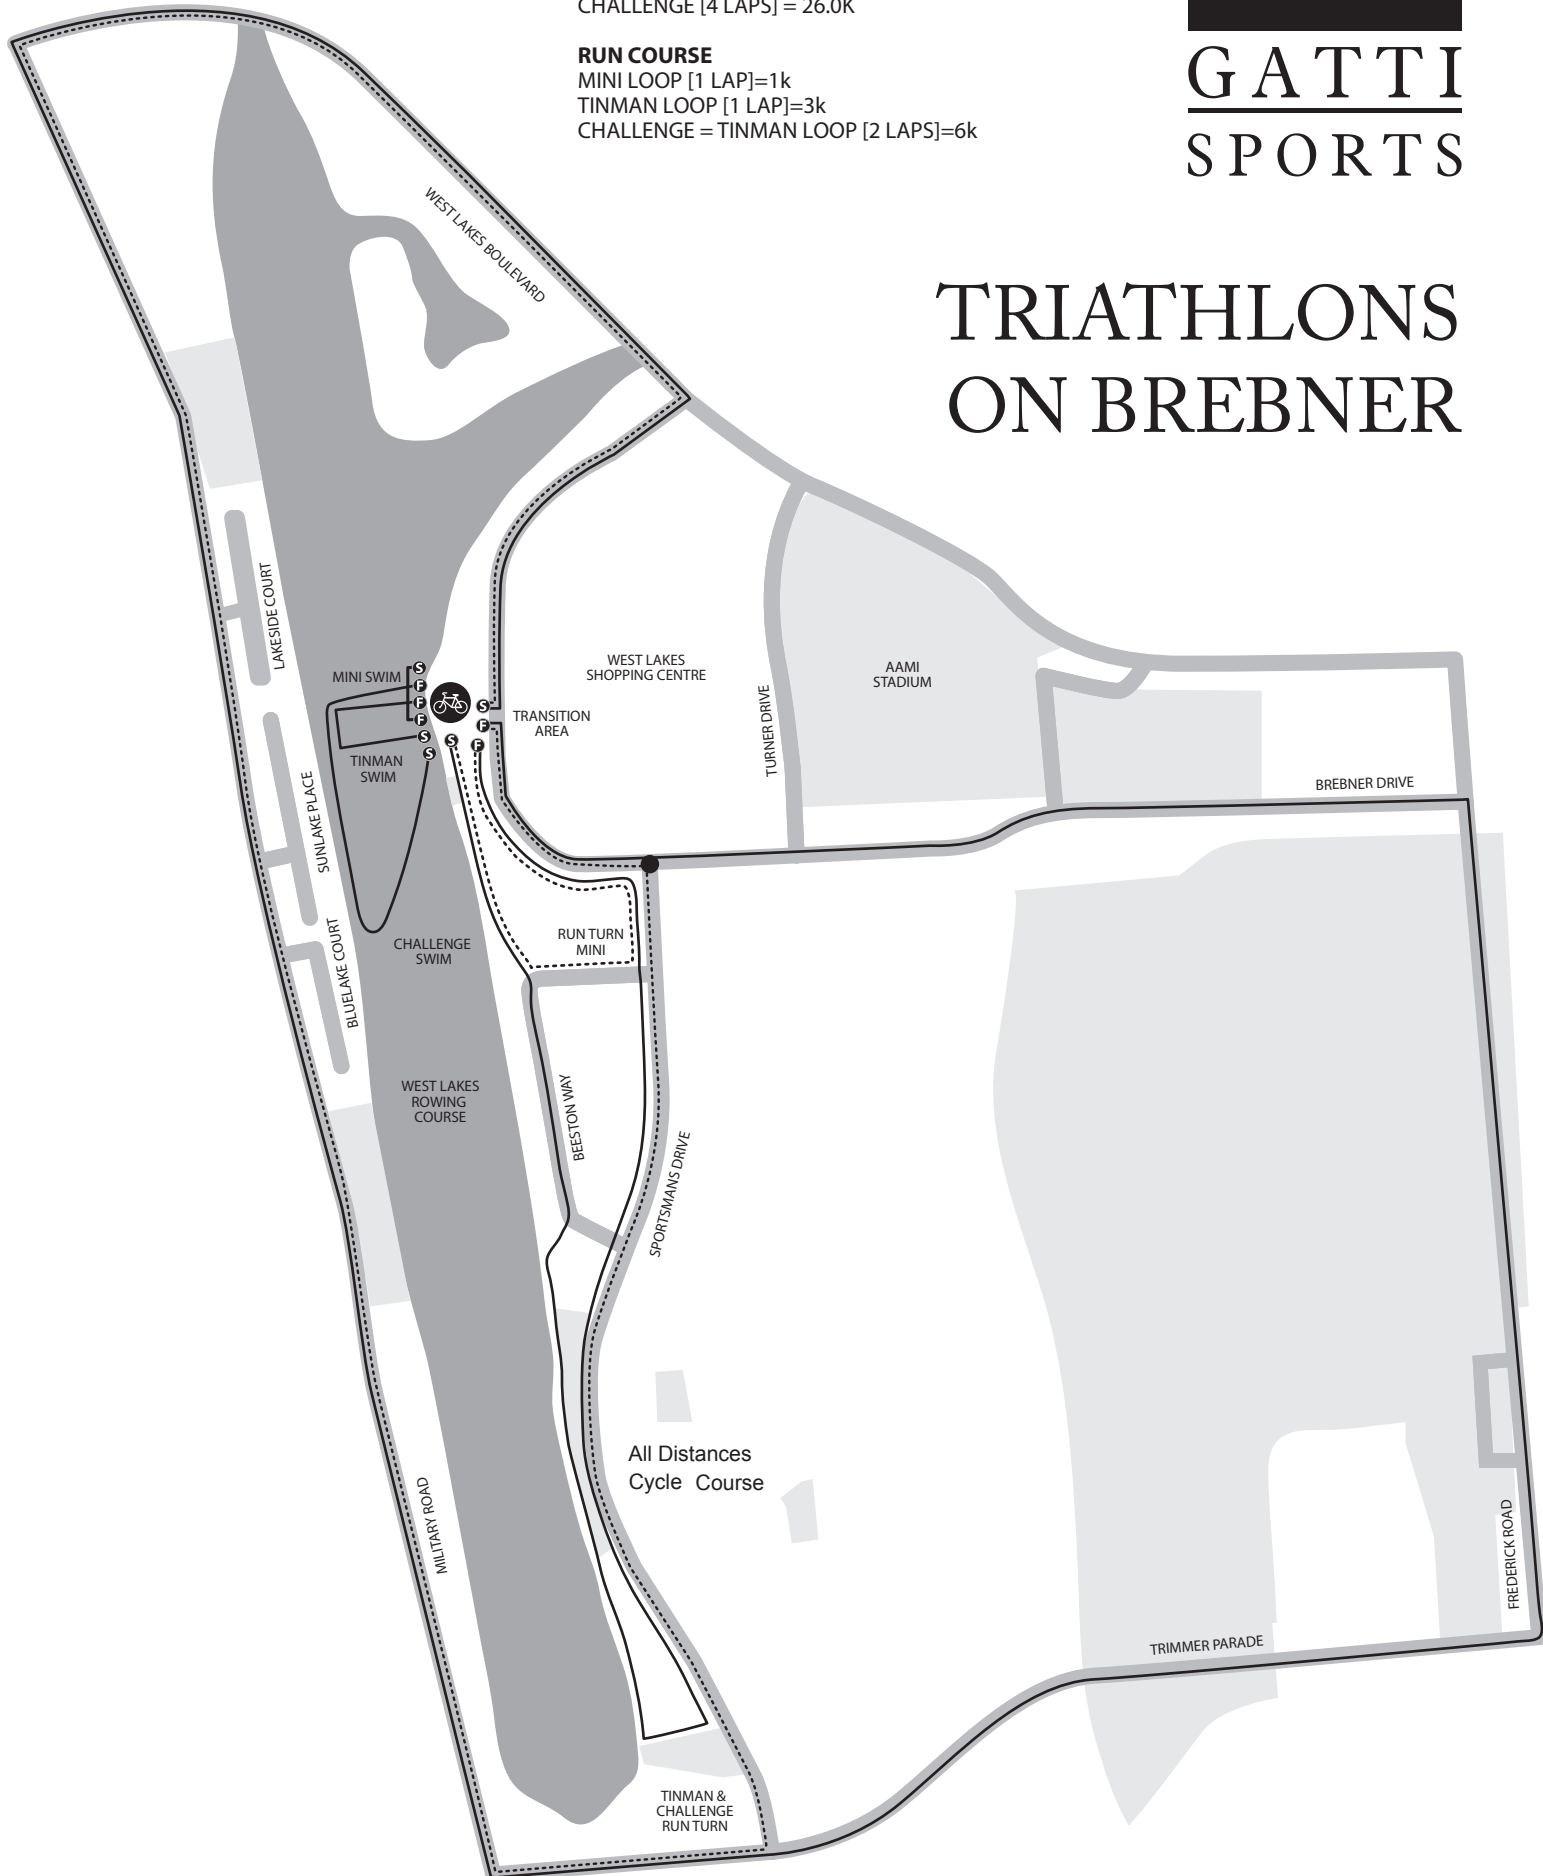 CHALLENGE [4 LAPS] = 26.0K
RUN COURSE
MINI LOOP [1 LAP]=1k
TINMAN LOOP [1 LAP]=3k
CHALLENGE = TINMAN LOOP [2 LAPS]=6k
GATTI
SPORTS
TRIATHLONS
ON BREBNER
WEST LAKES BOULEVARD
LAKESIDE COURT
MINI SWIM
S
F
F
F
S
S
S
F
S
F
TRANSITION
AREA
WEST LAKES
SHOPPING CENTRE
TURNER DRIVE
AAMI
STADIUM
BREBNER DRIVE
TINMAN
SWIM
SUNLAKE PLACE
BLUELAKE COURT
CHALLENGE
SWIM
RUN TURN
MINI
WEST LAKES
ROWING
COURSE
BEESTON WAY
SPORTSMANS DRIVE
All Distances
Cycle Course
MILITARY ROAD
FREDERICK ROAD
TRIMMER PARADE
TINMAN &
CHALLENGE
RUN TURN